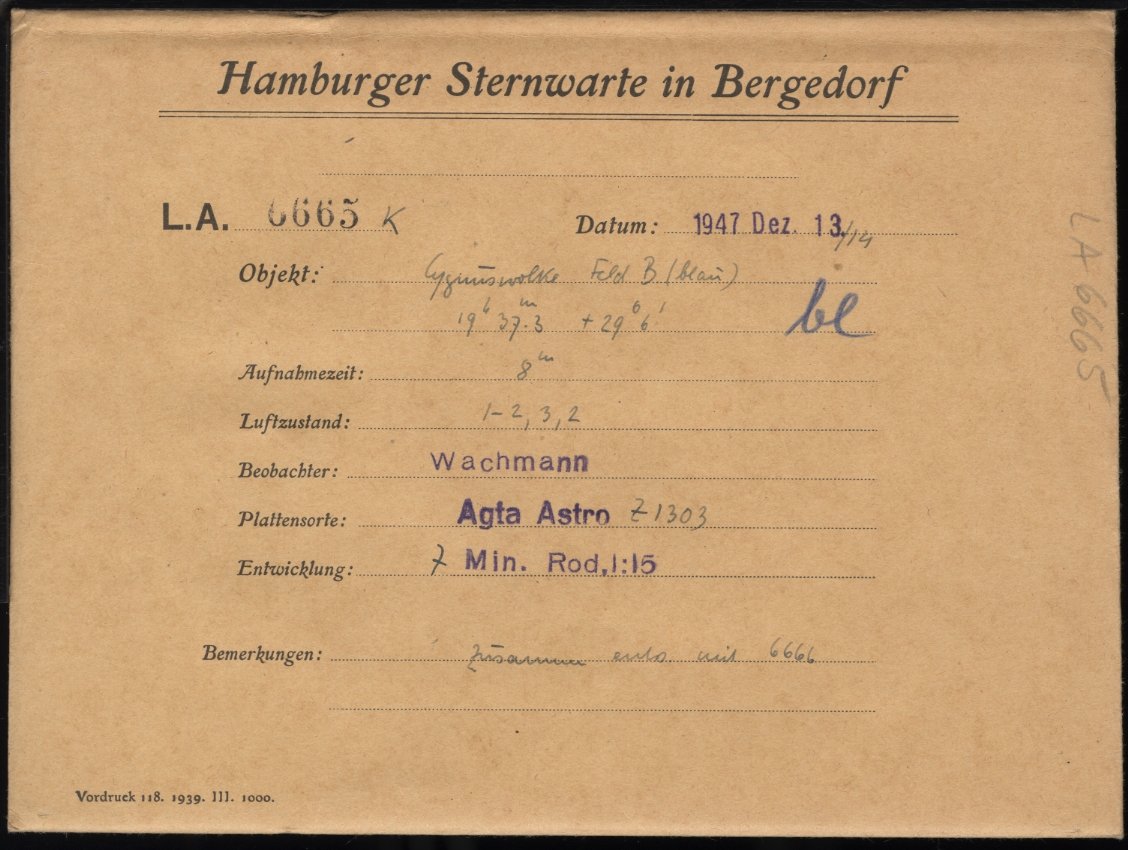 Hamburger Sternwarte in Bergedorf
L.A. 6665 K
Datum: 1947 Dez. 13./14
Objekt: Cygnuswolke Feld B (blau)
19h 37m.3 + 29° 6'
bl
Aufnahmezeit: 8m
Luftzustand: 1-2, 3, 2
Beobachter: Wachmann
Plattensorte: Agfa Astro Z 1303
Entwicklung: 7 Min. Rod, 1:15
Bemerkungen: zusammen mit 6666
Vordruck 118. 1939. III. 1000.
LA 6665